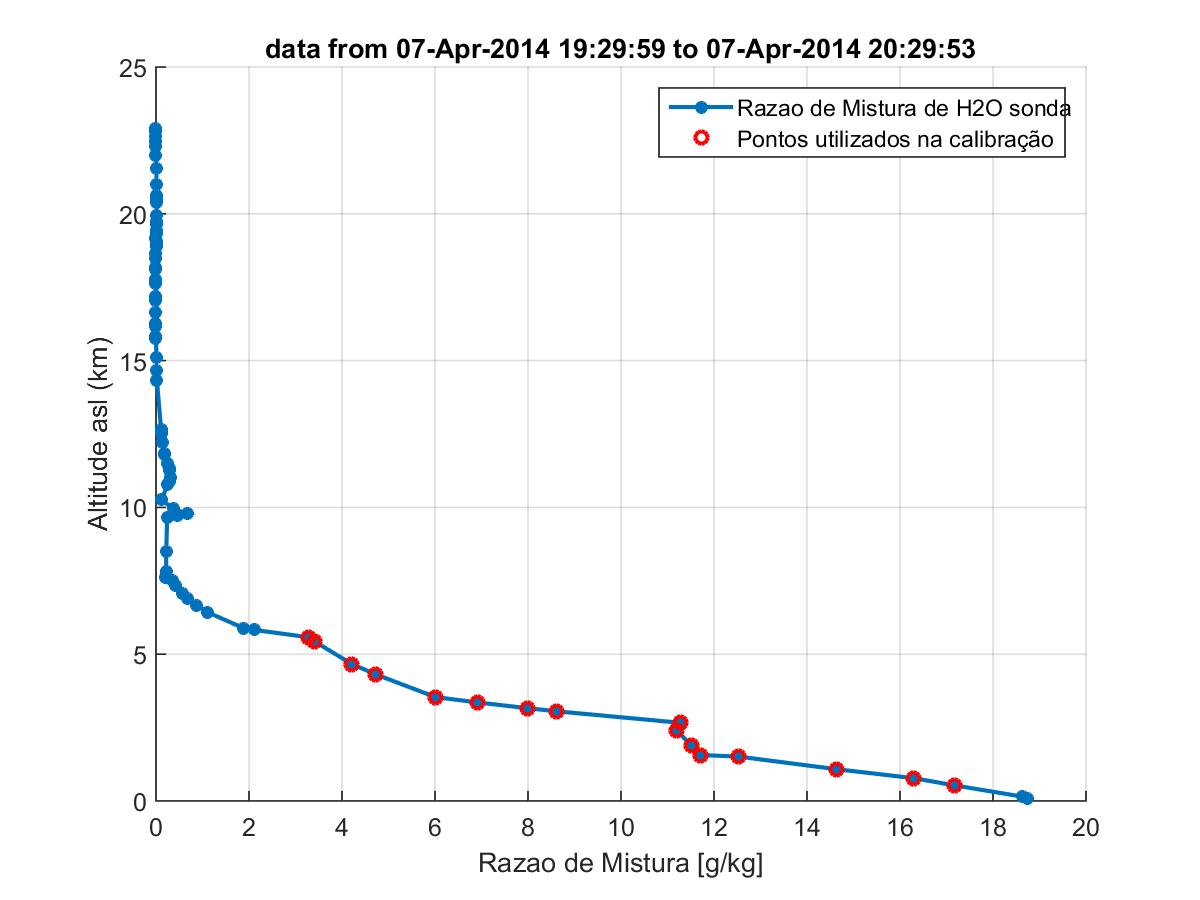 data from 07-Apr-2014 19:29:59 to 07-Apr-2014 20:29:53
Razao de Mistura de H2O sonda
Pontos utilizados na calibração
25
20
15
10
5
0
Altitude asl (km)
0 2 4 6 8 10 12 14 16 18 20
Razao de Mistura [g/kg]